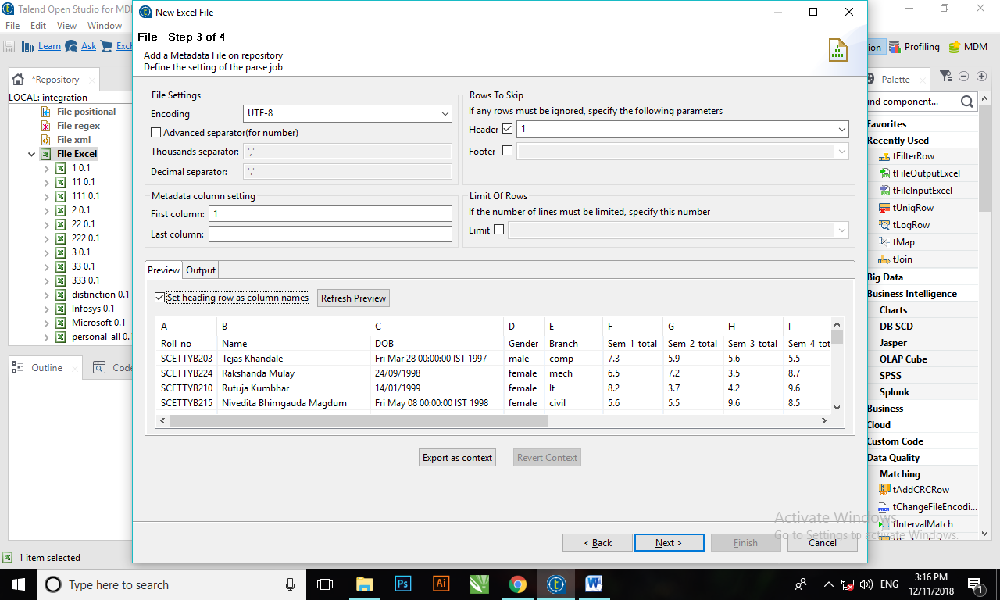 Talend Open Studio for MD
New Excel File
File Edit View Window
File - Step 3 of 4
Add a Metadata File on repository
Define the setting of the parse job
Learn Ask Exch
Profiling MDM
*Repository
LOCAL: integration
File positional
File regex
File xml
File Excel
1 0.1
11 0.1
111 0.1
2 0.1
22 0.1
222 0.1
3 0.1
33 0.1
333 0.1
distinction 0.1
Infosys 0.1
Microsoft 0.1
personal_all 0.1
Outline Code
1 item selected
File Settings
Encoding UTF-8
Advanced separator(for number)
Thousands separator: ','
Decimal separator: '.'
Rows To Skip
If any rows must be ignored, specify the following parameters
Header 1
Footer
Metadata column setting
First column: 1
Last column:
Limit Of Rows
If the number of lines must be limited, specify this number
Limit
Preview Output
Set heading row as column names Refresh Preview
A B C D E F G H I
Roll_no Name DOB Gender Branch Sem_1_total Sem_2_total Sem_3_total Sem_4_tot
SCETTYB203 Tejas Khandale Fri Mar 28 00:00:00 IST 1997 male comp 7.3 5.9 5.6 5.5
SCETTYB224 Rakshanda Mulay 24/09/1998 female mech 6.5 7.2 3.5 8.7
SCETTYB210 Rutuja Kumbhar 14/01/1999 female It 8.2 3.7 4.2 9.6
SCETTYB215 Nivedita Bhimgauda Magdum Fri May 08 00:00:00 IST 1998 female civil 5.6 5.5 9.6 8.5
Export as context Revert Context
< Back Next > Finish Cancel
Palette
ind component...
Favorites
Recently Used
tFilterRow
tFileOutputExcel
tFileInputExcel
tUniqRow
tLogRow
tMap
tJoin
Big Data
Business Intelligence
Charts
DB SCD
Jasper
OLAP Cube
SPSS
Splunk
Business
Cloud
Custom Code
Data Quality
Matching
tAddCRCRow
tChangeFileEncodi...
tIntervalMatch
Activate Windows
Go to Settings to activate Windows.
Type here to search
Ps Ai
ENG
3:16 PM
12/11/2018
1